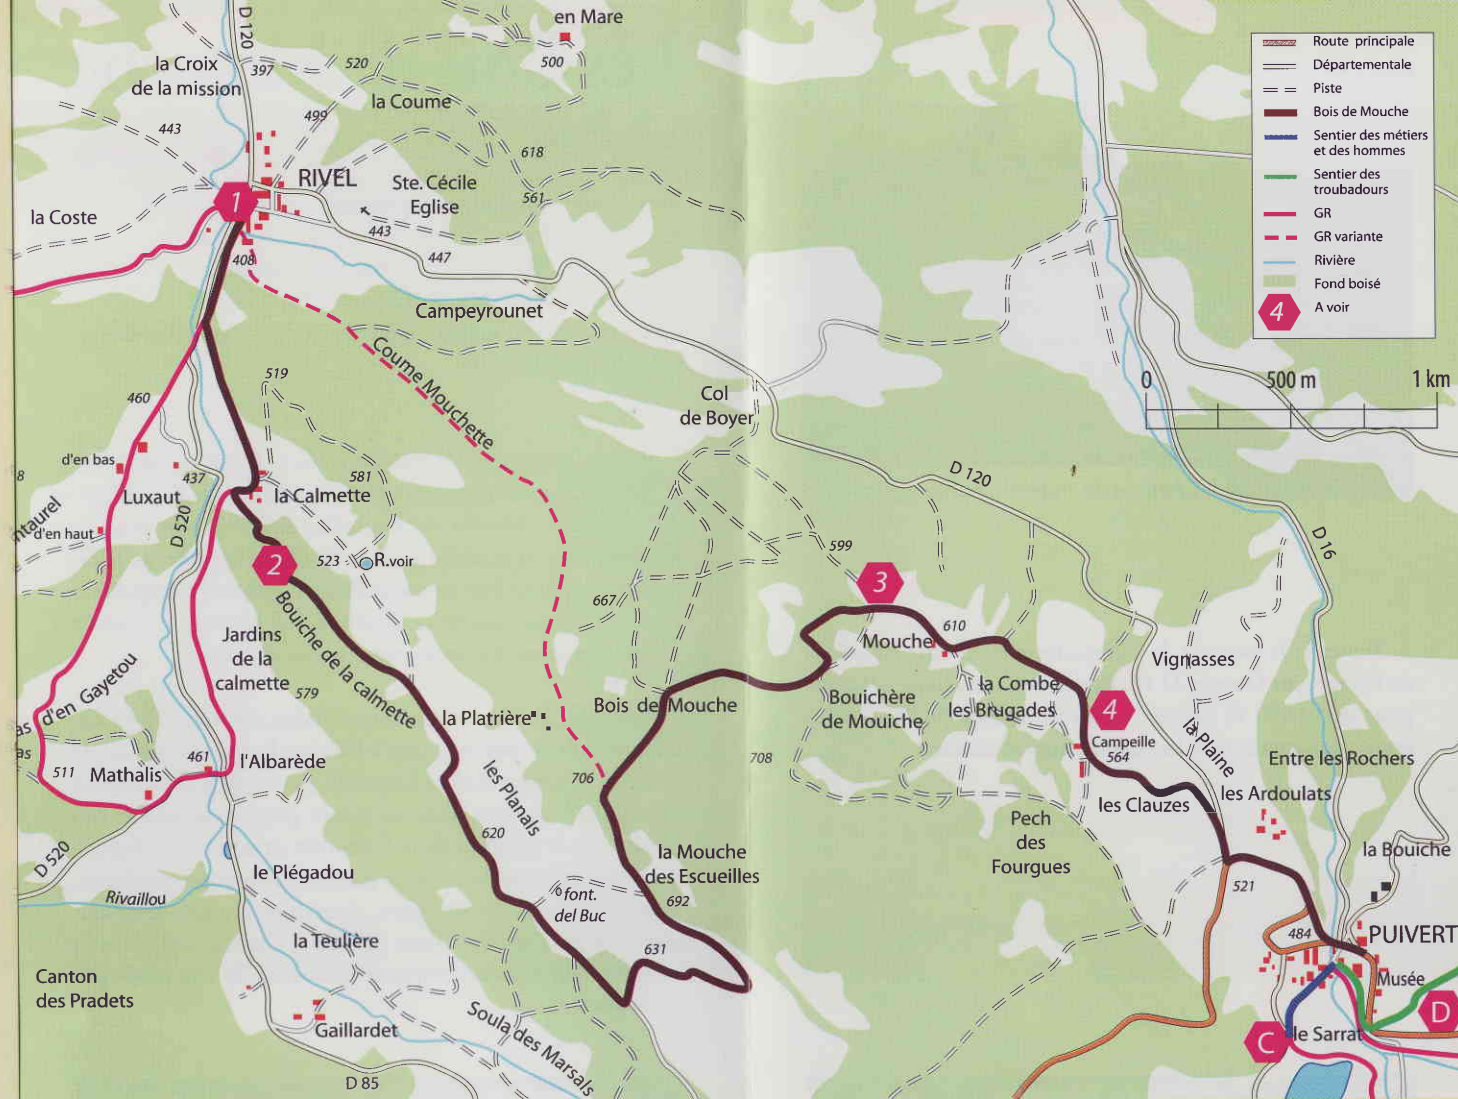 D 120
en Mare
500
la Croix
de la mission
397
520
la Coume
499
443
618
RIVEL
Ste. Cécile
Eglise
561
1
la Coste
443
447
408
Campeyrounet
Coume Mouchette
519
460
Col
de Boyer
d'en bas
8
437
581
Luxaut
la Calmette
D 520
d'en haut
523
R.voir
2
Bouiche de la calmette
Jardins
de la
calmette
579
d'en Gayetou
as
511
Mathalis
461
l'Albarède
D 520
le Plégadou
Rivaillou
la Teulière
Canton
des Pradets
Gaillardet
D 85
Soula des Marsals
la Platrière
les Planals
620
font.
del Buc
706
la Mouche
des Escueilles
692
631
Bois de Mouche
667
599
3
D 120
610
Mouche
Bouichère
de Mouiche
708
la Combe
les Brugades
4
Campeille
564
les Clauzes
Pech
des
Fourgues
Vignasses
la Plaine
les Ardoulats
Entre les Rochers
D 16
la Bouiche
521
484
PUIVERT
Musée
D
C
le Sarrat
Route principale
Départementale
Piste
Bois de Mouche
Sentier des métiers
et des hommes
Sentier des
troubadours
GR
GR variante
Rivière
Fond boisé
4
A voir
0
500 m
1 km